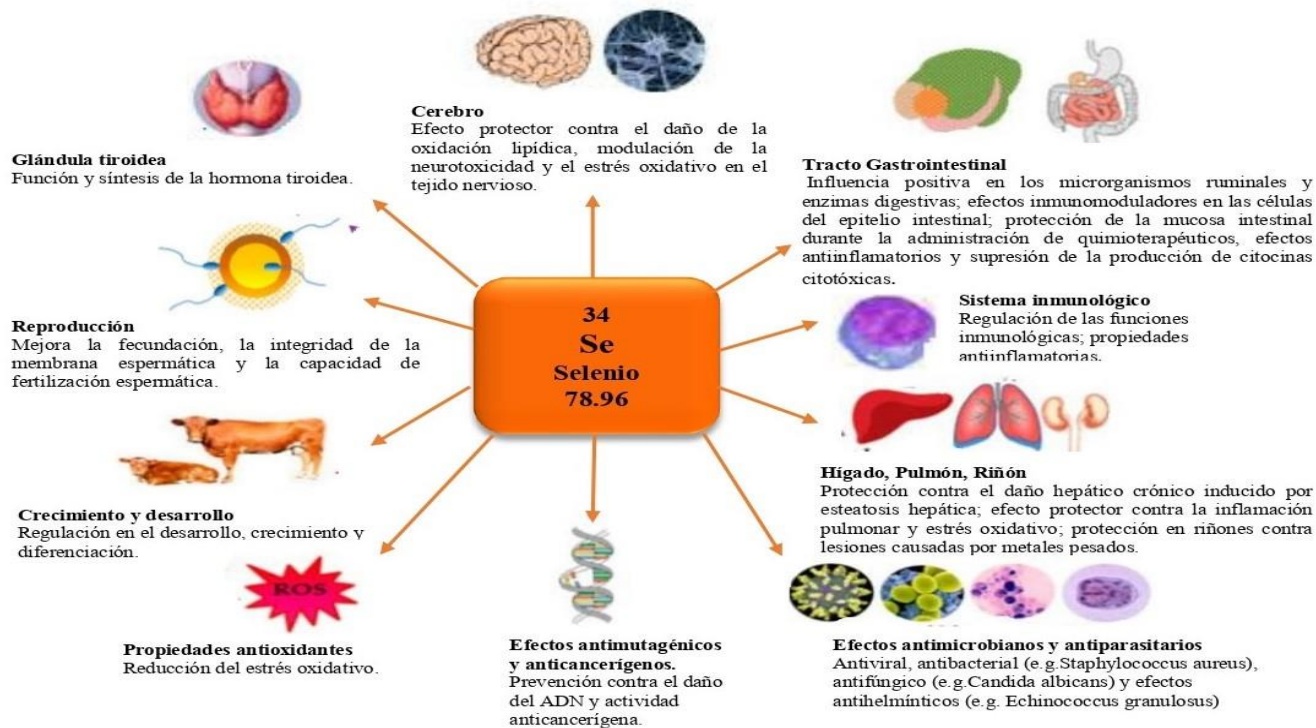 Cerebro
Efecto protector contra el daño de la
oxidación lipídica, modulación de la
neurotoxicidad y el estrés oxidativo en el
tejido nervioso.
Glándula tiroidea
Función y síntesis de la hormona tiroidea.
Tracto Gastrointestinal
Influencia positiva en los microrganismos ruminales y
enzimas digestivas; efectos inmunomoduladores en las células
del epitelio intestinal; protección de la mucosa intestinal
durante la administración de quimioterapéuticos, efectos
antiinflamatorios y supresión de la producción de citocinas
citotóxicas.
Reproducción
Mejora la fecundación, la integridad de la
membrana espermática y la capacidad de
fertilización espermática.
34
Se
Selenio
78.96
Sistema inmunológico
Regulación de las funciones
inmunológicas; propiedades
antiinflamatorias.
Crecimiento y desarrollo
Regulación en el desarrollo, crecimiento y
diferenciación.
Hígado, Pulmón, Riñón
Protección contra el daño hepático crónico inducido por
esteatosis hepática; efecto protector contra la inflamación
pulmonar y estrés oxidativo; protección en riñones contra
lesiones causadas por metales pesados.
ROS
Propiedades antioxidantes
Reducción del estrés oxidativo.
Efectos antimutagénicos
y anticancerígenos.
Prevención contra el daño
del ADN y actividad
anticancerígena.
Efectos antimicrobianos y antiparasitarios
Antiviral, antibacterial (e.g.Staphylococcus aureus),
antifúngico (e.g.Candida albicans) y efectos
antihelmínticos (e.g. Echinococcus granulosus)